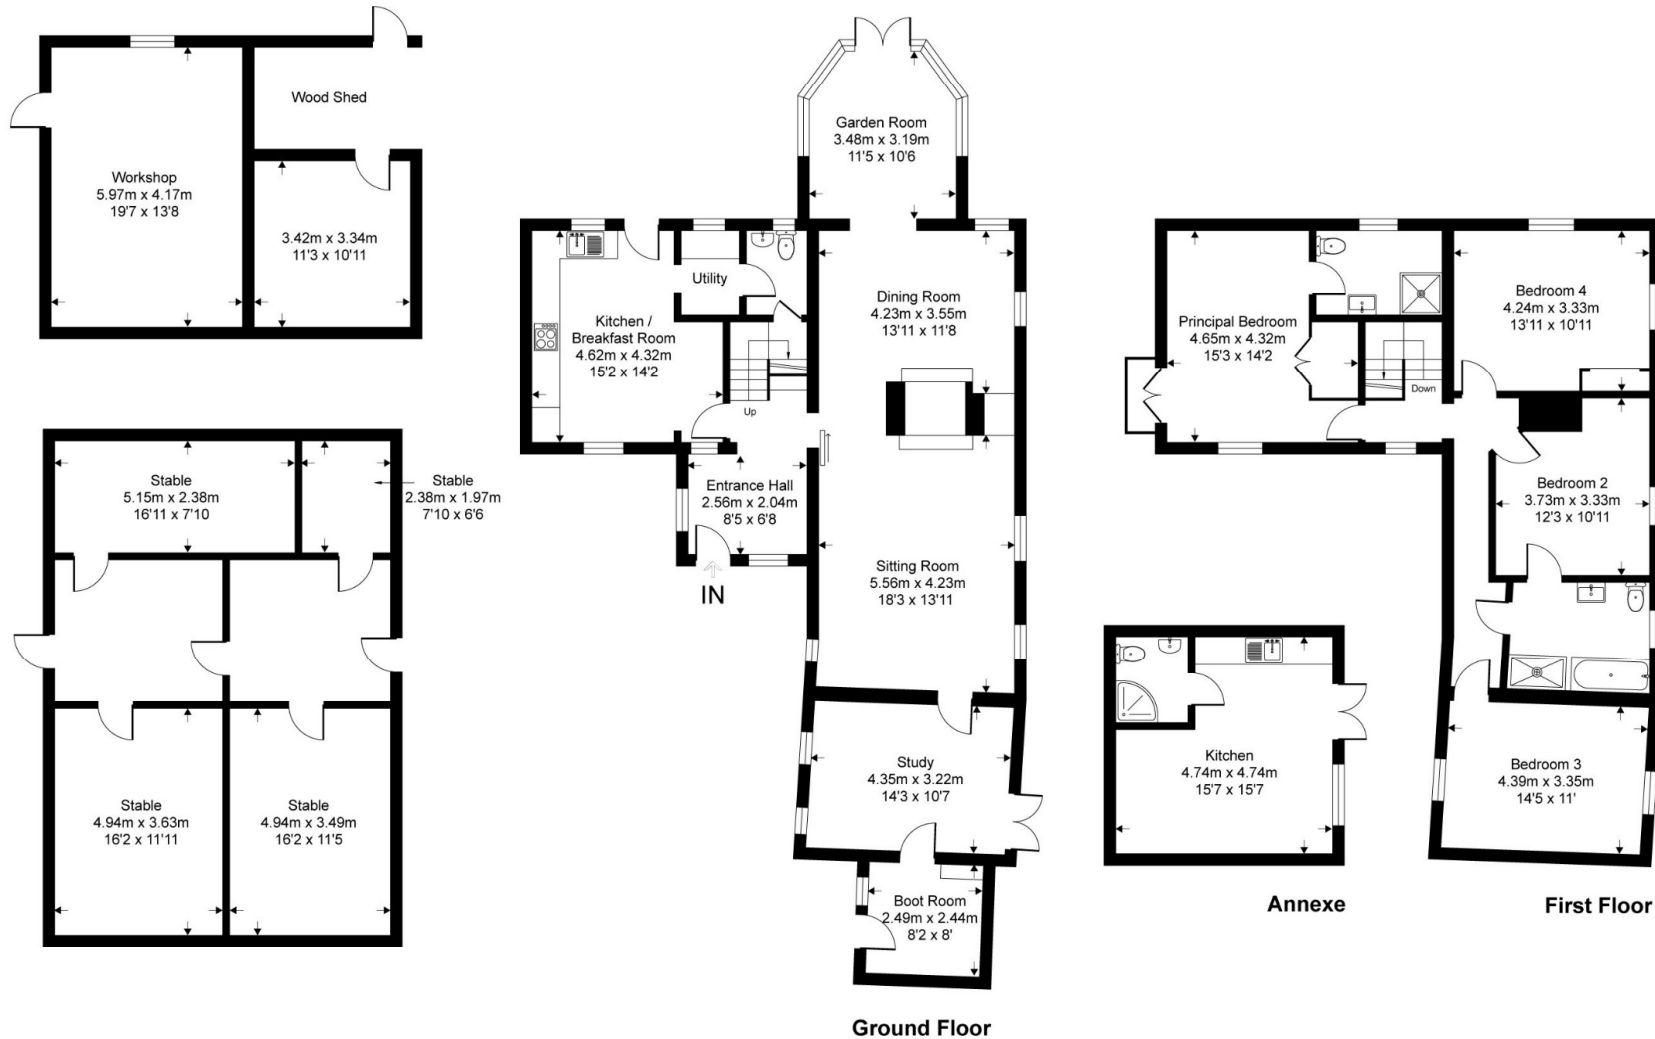 Wood Shed
Workshop
5.97m x 4.17m
19'7 x 13'8
3.42m x 3.34m
11'3 x 10'11
Stable
5.15m x 2.38m
16'11 x 7'10
Stable
2.38m x 1.97m
7'10 x 6'6
Stable
4.94m x 3.63m
16'2 x 11'11
Stable
4.94m x 3.49m
16'2 x 11'5
Garden Room
3.48m x 3.19m
11'5 x 10'6
Utility
Kitchen /
Breakfast Room
4.62m x 4.32m
15'2 x 14'2
Dining Room
4.23m x 3.55m
13'11 x 11'8
Up
Entrance Hall
2.56m x 2.04m
8'5 x 6'8
IN
Sitting Room
5.56m x 4.23m
18'3 x 13'11
Study
4.35m x 3.22m
14'3 x 10'7
Boot Room
2.49m x 2.44m
8'2 x 8'
Ground Floor
Principal Bedroom
4.65m x 4.32m
15'3 x 14'2
Down
Bedroom 4
4.24m x 3.33m
13'11 x 10'11
Bedroom 2
3.73m x 3.33m
12'3 x 10'11
Bedroom 3
4.39m x 3.35m
14'5 x 11'
First Floor
Kitchen
4.74m x 4.74m
15'7 x 15'7
Annexe